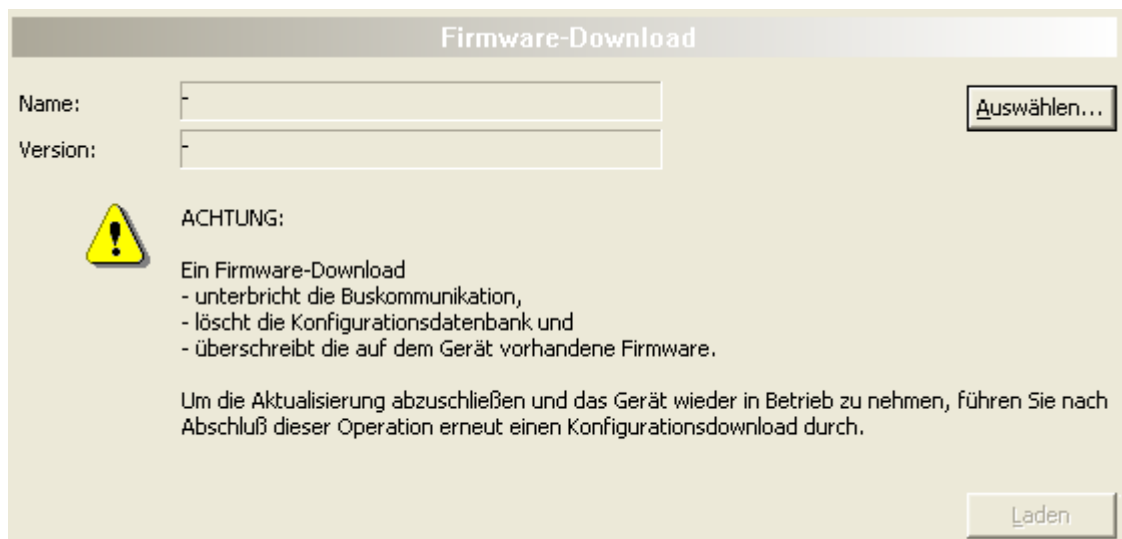 Firmware-Download
Name:
-
Auswählen...
Version:
-
ACHTUNG:
Ein Firmware-Download
- unterbricht die Buskommunikation,
- löscht die Konfigurationsdatenbank und
- überschreibt die auf dem Gerät vorhandene Firmware.
Um die Aktualisierung abzuschließen und das Gerät wieder in Betrieb zu nehmen, führen Sie nach
Abschluß dieser Operation erneut einen Konfigurationsdownload durch.
Laden